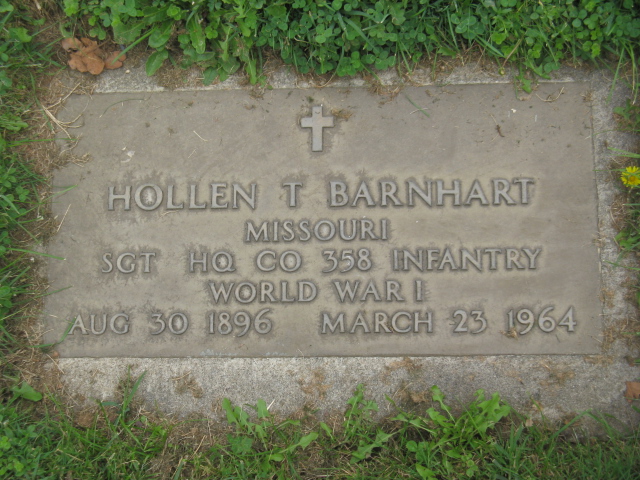 HOLLEN T BARNHART
MISSOURI
SGT HQ CO 358 INFANTRY
WORLD WAR I
AUG 30 1896 MARCH 23 1964